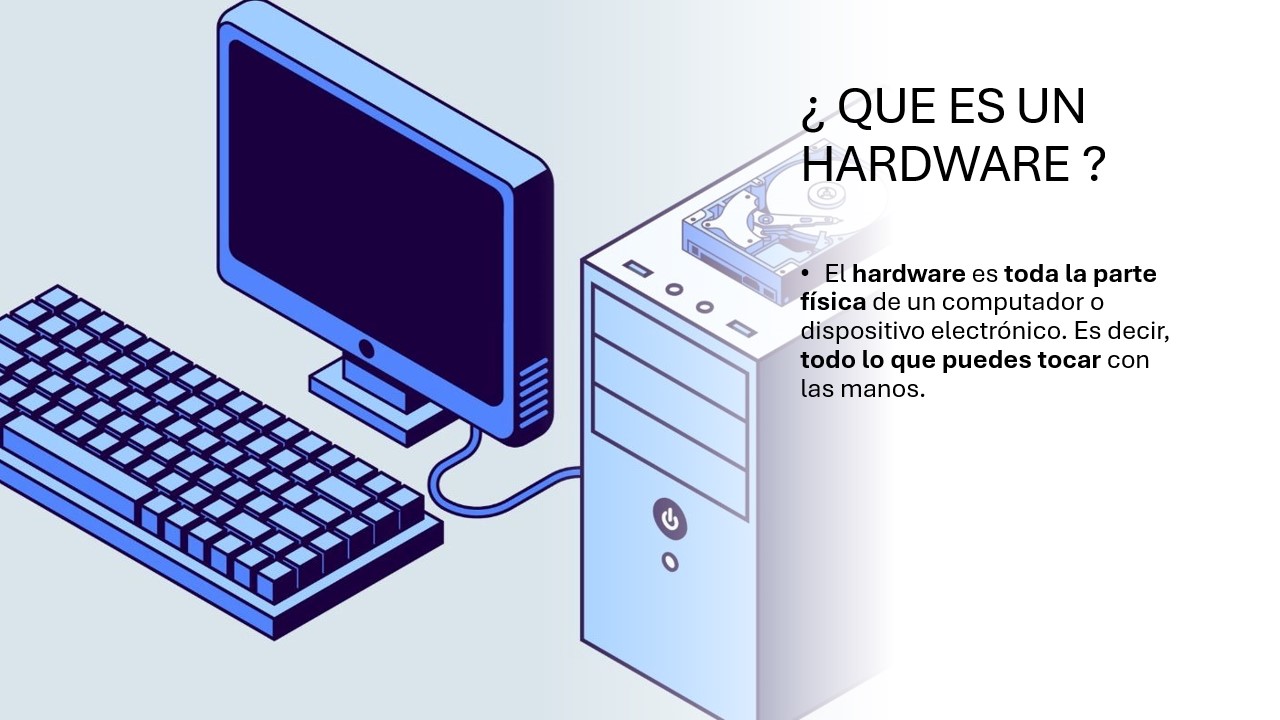 ¿ QUE ES UN
HARDWARE ?
• El hardware es toda la parte
física de un computador o
dispositivo electrónico. Es decir,
todo lo que puedes tocar con
las manos.